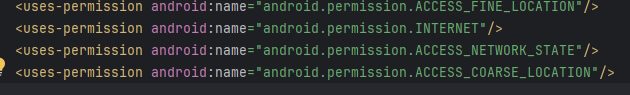 <uses-permission android:name="android.permission.ACCESS_FINE_LOCATION"/>
<uses-permission android:name="android.permission.INTERNET"/>
<uses-permission android:name="android.permission.ACCESS_NETWORK_STATE"/>
<uses-permission android:name="android.permission.ACCESS_COARSE_LOCATION"/>